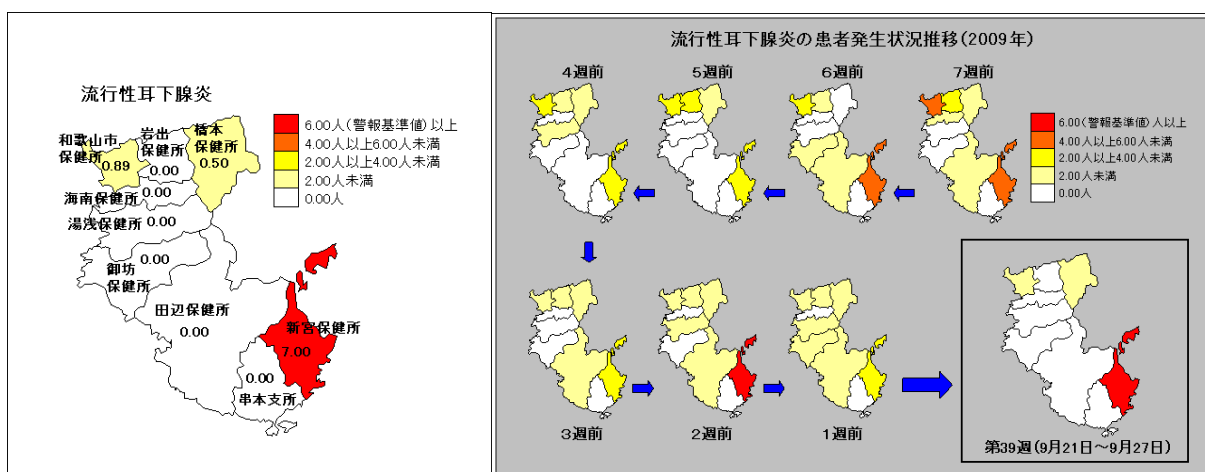 流行性耳下腺炎
和歌山市
保健所
0.89
岩出
保健所
0.00
橋本
保健所
0.50
6.00人(警報基準値)以上
4.00人以上6.00人未満
2.00人以上4.00人未満
2.00人未満
0.00人
海南保健所
0.00
湯浅保健所
0.00
御坊
保健所
0.00
田辺保健所
0.00
新宮保健所
7.00
0.00
串本支所
流行性耳下腺炎の患者発生状況推移(2009年)
4週前
5週前
6週前
7週前
6.00(警報基準値)人以上
4.00人以上6.00人未満
2.00人以上4.00人未満
2.00人未満
0.00人
3週前
2週前
1週前
第39週(9月21日~9月27日)